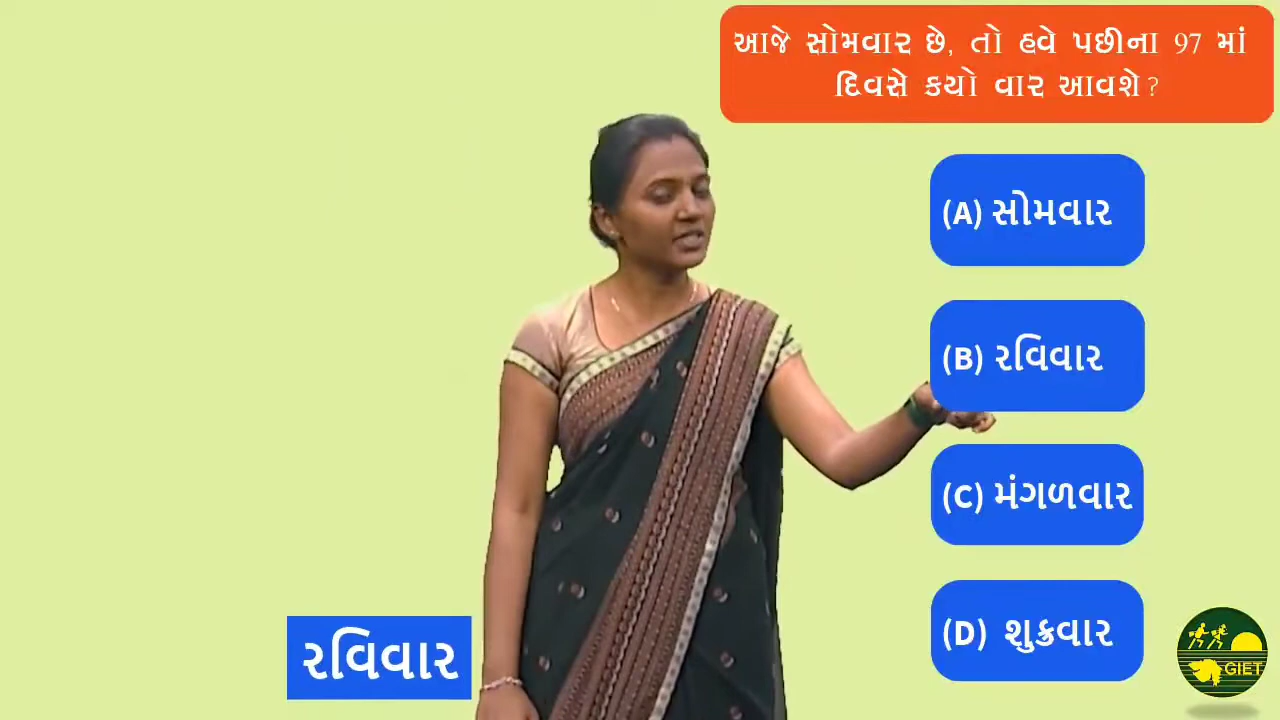 આજે સોમવાર છે, તો હવે પછીના 97 માં
દિવસે કયો વાર આવશે?
(A) સોમવાર
(B) રવિવાર
(C) મંગળવાર
(D) શુક્રવાર
રવિવાર
GIET